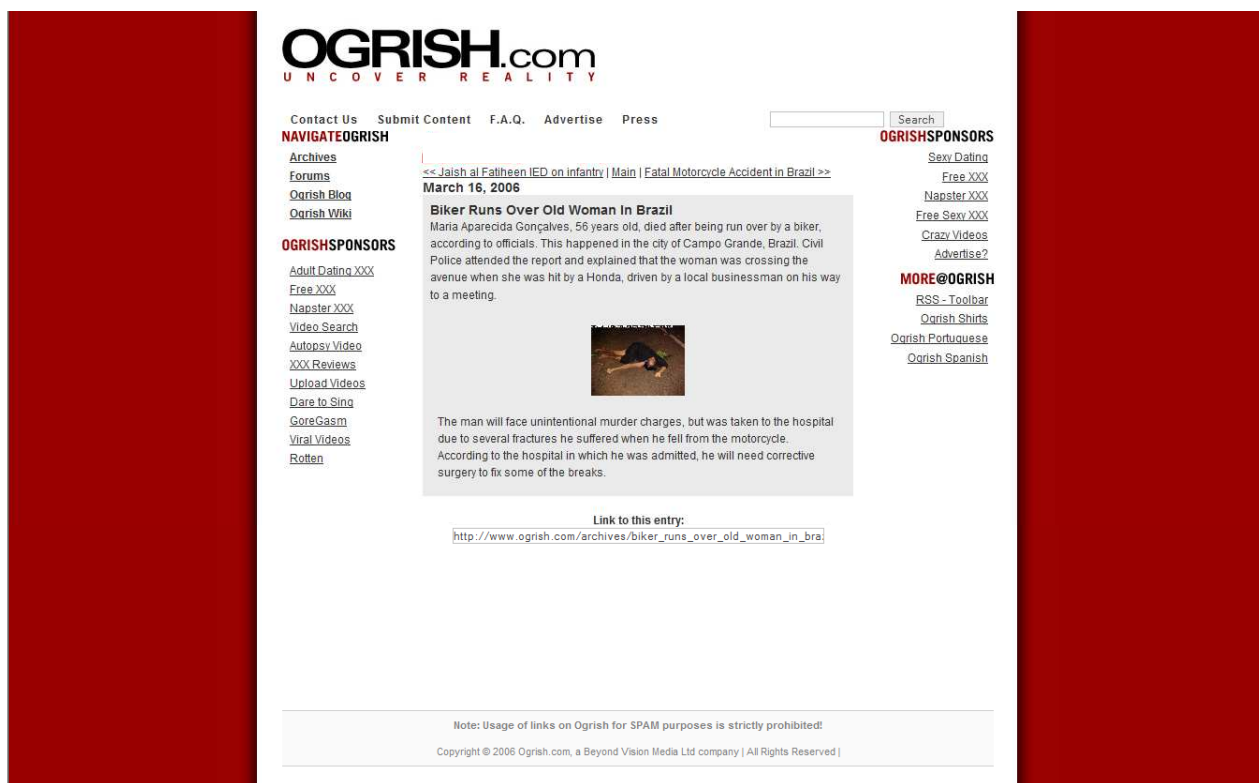 OGRISH.com
UNCOVER REALITY
Contact Us Submit Content F.A.Q. Advertise Press
Search
NAVIGATEOGRISH
Archives
Forums
Ogrish Blog
Ogrish Wiki
OGRISHSPONSORS
Adult Dating XXX
Free XXX
Napster XXX
Video Search
Autopsy Video
XXX Reviews
Upload Videos
Dare to Sing
GoreGasm
Viral Videos
Rotten
<< Jaish al Fatiheen IED on infantry | Main | Fatal Motorcycle Accident in Brazil >>
March 16, 2006
Biker Runs Over Old Woman In Brazil
Maria Aparecida Gonçalves, 56 years old, died after being run over by a biker,
according to officials. This happened in the city of Campo Grande, Brazil. Civil
Police attended the report and explained that the woman was crossing the
avenue when she was hit by a Honda, driven by a local businessman on his way
to a meeting.
The man will face unintentional murder charges, but was taken to the hospital
due to several fractures he suffered when he fell from the motorcycle.
According to the hospital in which he was admitted, he will need corrective
surgery to fix some of the breaks.
Link to this entry:
http://www.ogrish.com/archives/biker_runs_over_old_woman_in_bra
OGRISHSPONSORS
Sexy Dating
Free XXX
Napster XXX
Free Sexy XXX
Crazy Videos
Advertise?
MORE@OGRISH
RSS - Toolbar
Ogrish Shirts
Ogrish Portuguese
Ogrish Spanish
Note: Usage of links on Ogrish for SPAM purposes is strictly prohibited!
Copyright © 2006 Ogrish.com, a Beyond Vision Media Ltd company | All Rights Reserved |